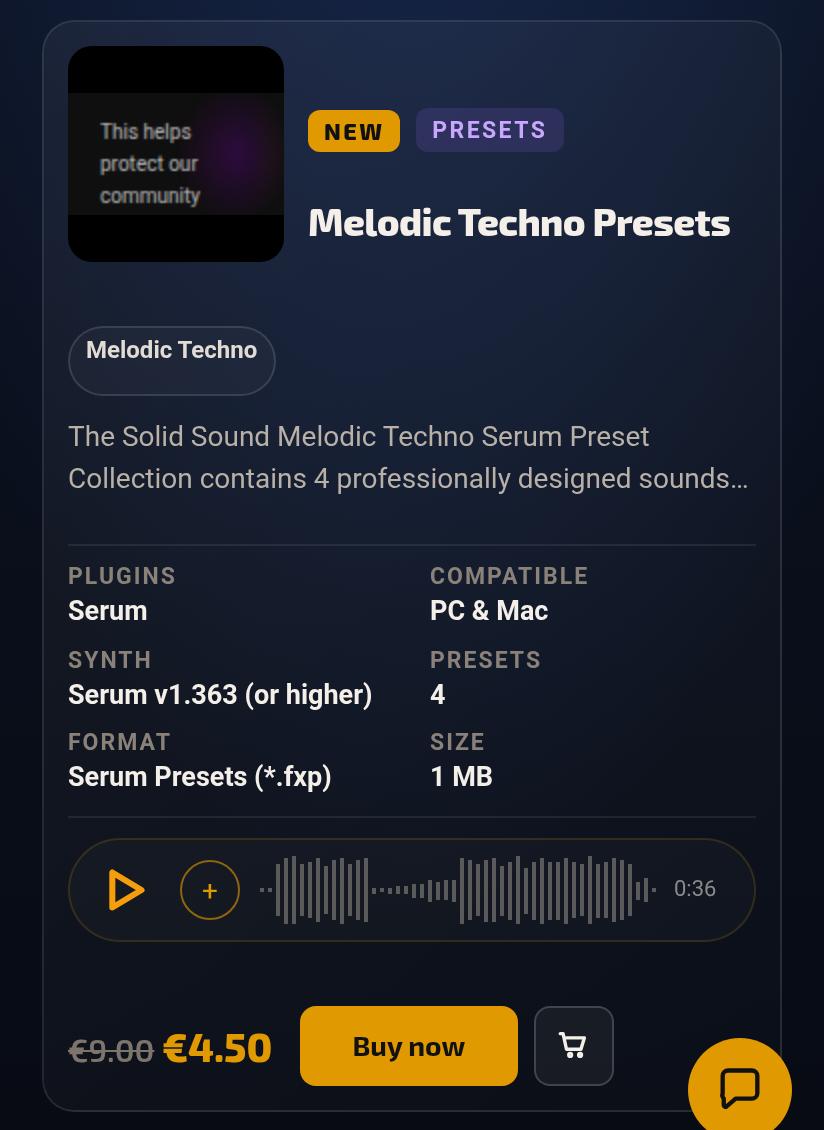 This helps
protect our
community
NEW
PRESETS
Melodic Techno Presets
Melodic Techno
The Solid Sound Melodic Techno Serum Preset
Collection contains 4 professionally designed sounds…
PLUGINS
Serum
COMPATIBLE
PC & Mac
SYNTH
Serum v1.363 (or higher)
PRESETS
4
FORMAT
Serum Presets (*.fxp)
SIZE
1 MB
+
0:36
€9.00 €4.50
Buy now